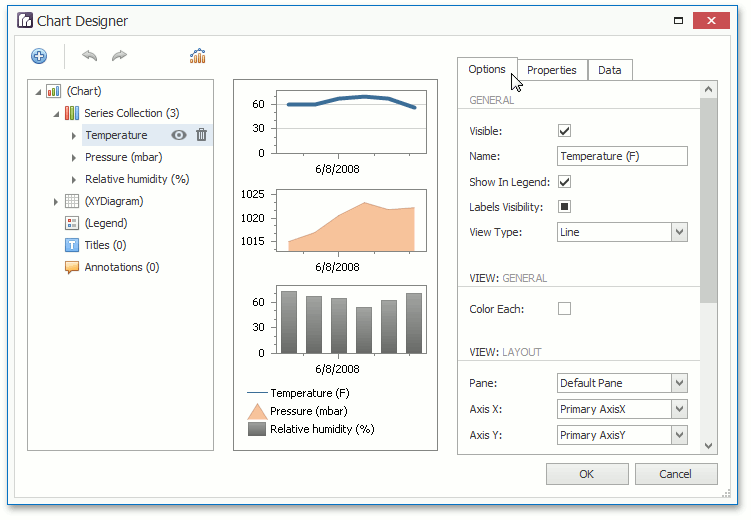 Chart Designer
(Chart)
Series Collection (3)
Temperature
Pressure (mbar)
Relative humidity (%)
(XYDiagram)
(Legend)
Titles (0)
Annotations (0)
60
30
0
6/8/2008
1025
1020
1015
6/8/2008
60
30
0
6/8/2008
Temperature (F)
Pressure (mbar)
Relative humidity (%)
Options Properties Data
GENERAL
Visible:
Name: Temperature (F)
Show In Legend:
Labels Visibility:
View Type: Line
VIEW: GENERAL
Color Each:
VIEW: LAYOUT
Pane: Default Pane
Axis X: Primary AxisX
Axis Y: Primary AxisY
OK Cancel